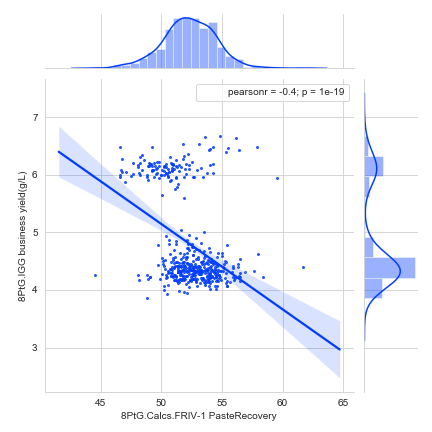 pearsonr = -0.4; p = 1e-19
7
6
5
4
3
8PtG.IGG business yield(g/L)
45 50 55 60 65
8PtG.Calcs.FRIV-1 PasteRecovery